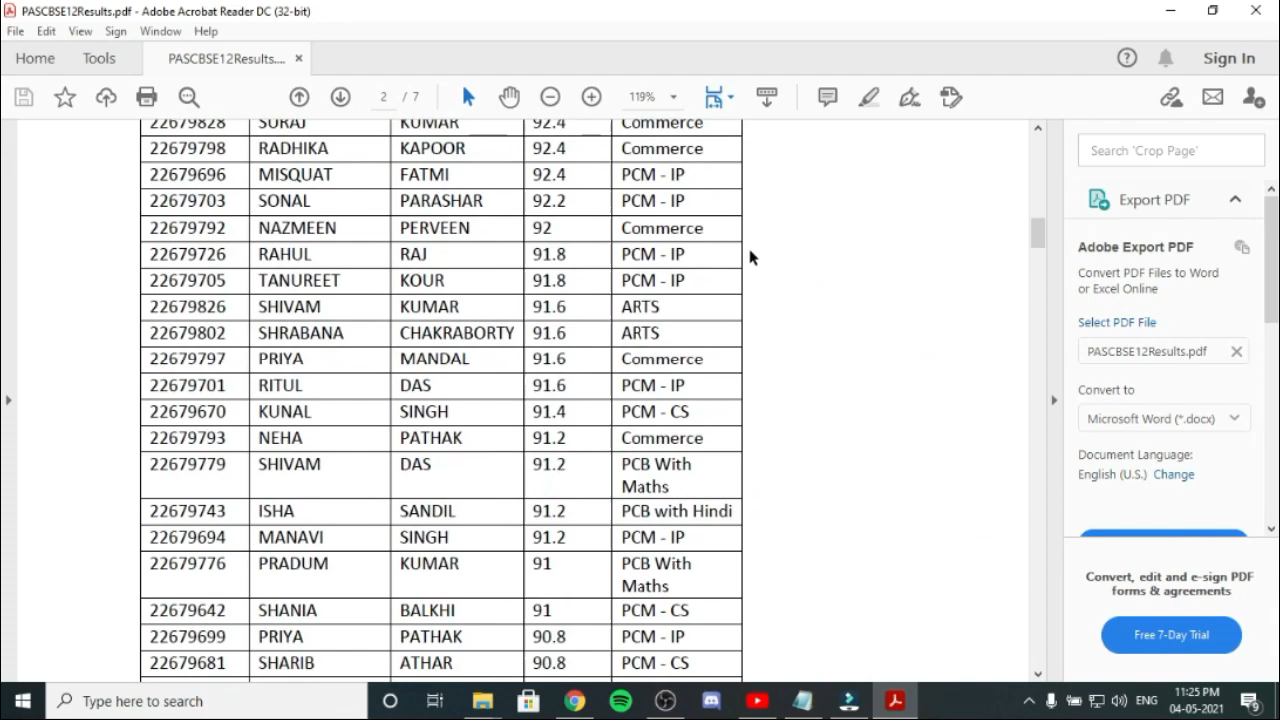 PASCBSE12Results.pdf - Adobe Acrobat Reader DC (32-bit)
File Edit View Sign Window Help
Home Tools PASCBSE12Results.... × Sign In
2 / 7 119%
22679828 SURAJ KUMAR 92.4 Commerce
22679798 RADHIKA KAPOOR 92.4 Commerce
22679696 MISQUAT FATMI 92.4 PCM - IP
22679703 SONAL PARASHAR 92.2 PCM - IP
22679792 NAZMEEN PERVEEN 92 Commerce
22679726 RAHUL RAJ 91.8 PCM - IP
22679705 TANUREET KOUR 91.8 PCM - IP
22679826 SHIVAM KUMAR 91.6 ARTS
22679802 SHRABANA CHAKRABORTY 91.6 ARTS
22679797 PRIYA MANDAL 91.6 Commerce
22679701 RITUL DAS 91.6 PCM - IP
22679670 KUNAL SINGH 91.4 PCM - CS
22679793 NEHA PATHAK 91.2 Commerce
22679779 SHIVAM DAS 91.2 PCB With
Maths
22679743 ISHA SANDIL 91.2 PCB with Hindi
22679694 MANAVI SINGH 91.2 PCM - IP
22679776 PRADUM KUMAR 91 PCB With
Maths
22679642 SHANIA BALKHI 91 PCM - CS
22679699 PRIYA PATHAK 90.8 PCM - IP
22679681 SHARIB ATHAR 90.8 PCM - CS
Search 'Crop Page'
Export PDF
Adobe Export PDF
Convert PDF Files to Word
or Excel Online
Select PDF File
PASCBSE12Results.pdf
Convert to
Microsoft Word (*.docx)
Document Language:
English (U.S.) Change
Convert, edit and e-sign PDF
forms & agreements
Free 7-Day Trial
Type here to search
ENG
11:25 PM
04-05-2021
9